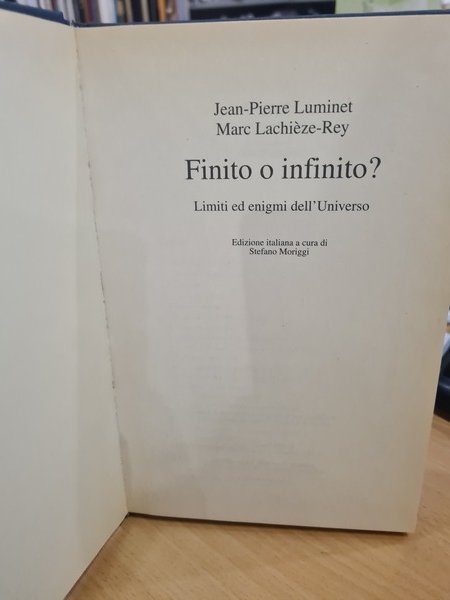 Jean-Pierre Luminet
Marc Lachièze-Rey
Finito o infinito?
Limiti ed enigmi dell'Universo
Edizione italiana a cura di
Stefano Moriggi